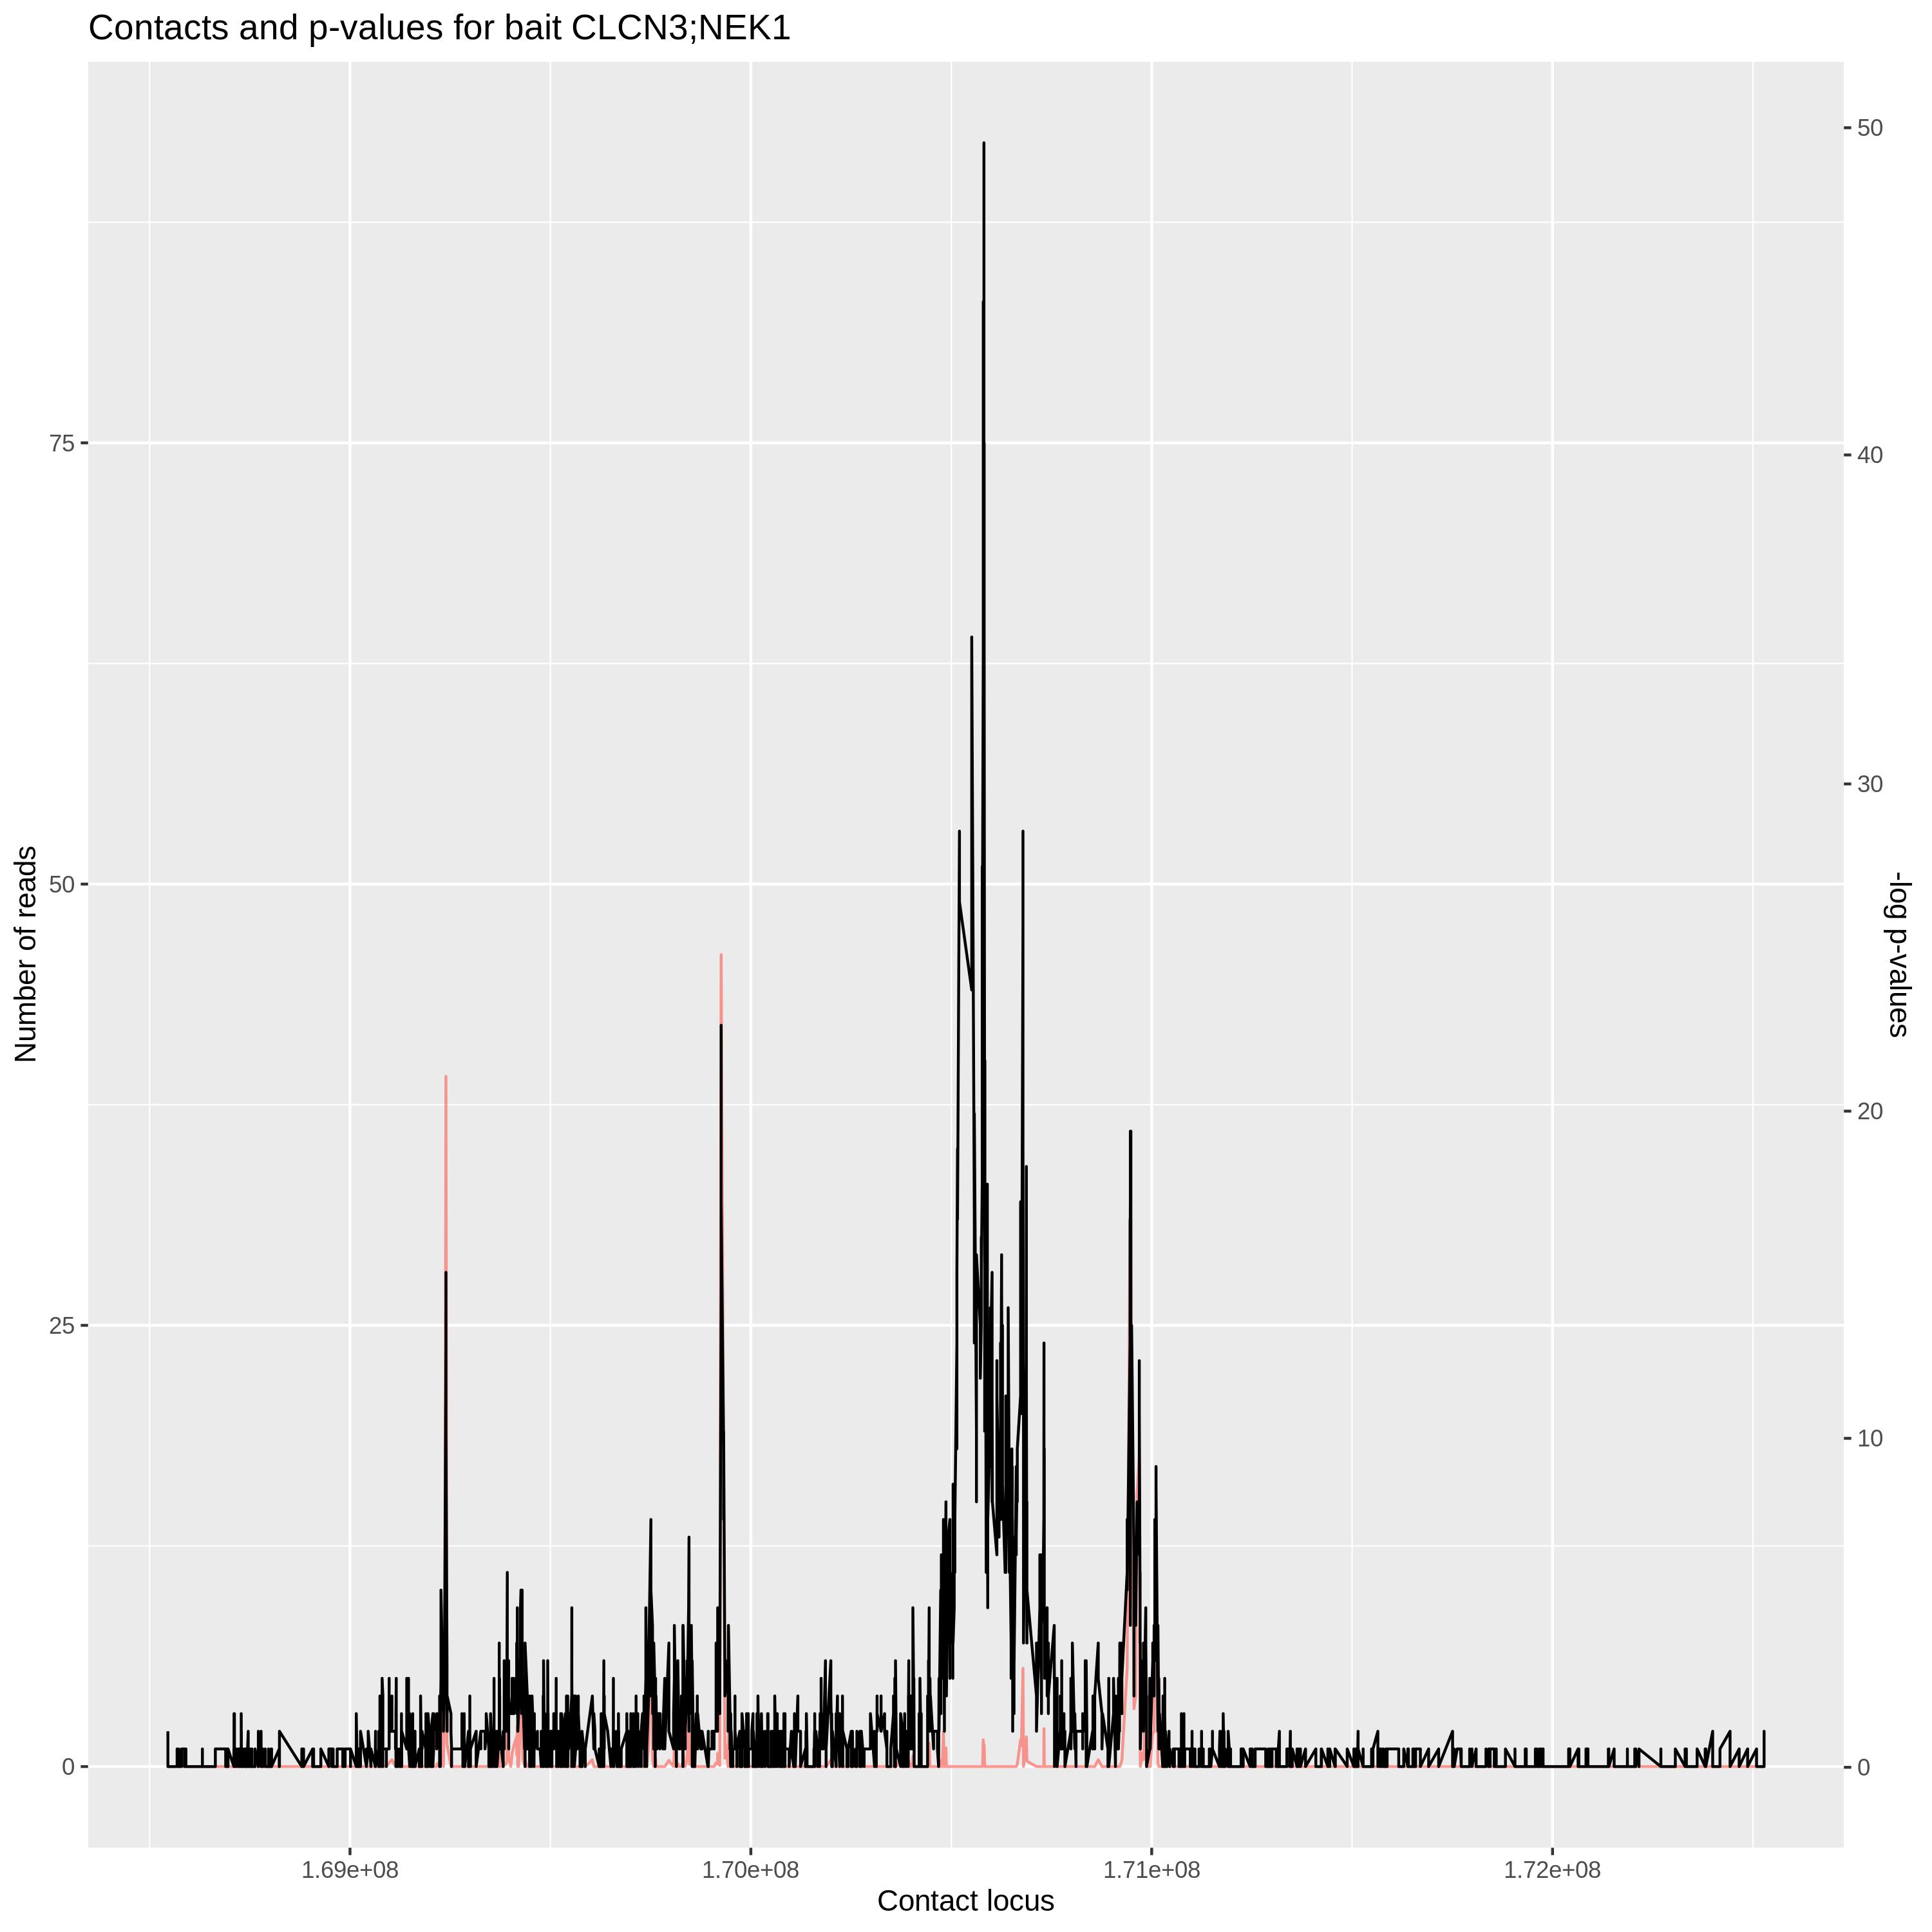 Contacts and p-values for bait CLCN3;NEK1
Number of reads
75
50
25
0
50
40
30
20
10
0
-log p-values
1.69e+08
1.70e+08
1.71e+08
1.72e+08
Contact locus